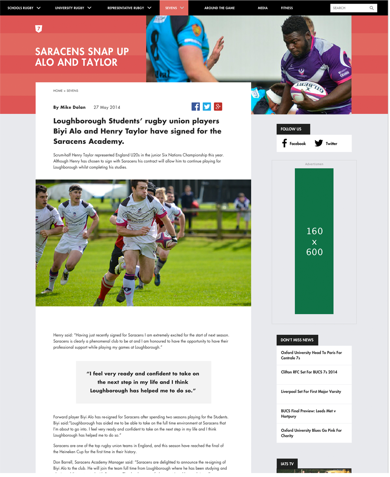 SCHOOLS RUGBY
UNIVERSITY RUGBY
REPRESENTATIVE RUGBY
SEVENS
AROUND THE GAME
MEDIA
FITNESS
SEARCH
SARACENS SNAP UP
ALO AND TAYLOR
HOME > SEVENS
By Mike Dolan 27 May 2014
Loughborough Students' rugby union players
Biyi Alo and Henry Taylor have signed for the
Saracens Academy.
Scrumhalf Henry Taylor represented England U20s in the junior Six Nations Championship this year.
Although Henry has chosen to sign with Saracens his contract will allow him to continue playing for
Loughborough whilst completing his studies.
Henry said: "Having just recently signed for Saracens I am extremely excited for the start of next season.
Saracens is clearly a phenomenal club to be at and I am honoured to have the opportunity to have their
professional support while playing my games at Loughborough."
"I feel very ready and confident to take on
the next step in my life and I think
Loughborough has helped me to do so."
Forward player Biyi Alo has resigned for Saracens after spending two seasons playing for the Students.
Biyi said "Loughborough has aided me to be able to take on the full time environment at Saracens that
I'm about to go into. I feel very ready and confident to take on the next step in my life and I think
Loughborough has helped me to do so."
Saracens are one of the top rugby union teams in England, and this season have reached the final of
the Heineken Cup for the first time in their history.
Don Barrell, Saracens Academy Manager said: "Saracens are delighted to announce the re-signing of
Biyi Alo to the club. He will join the team full time from Loughborough where he has been studying and
FOLLOW US
Facebook
Twitter
160
x
600
DON'T MISS NEWS
Oxford University Head To Paris For
Centrale 7s
Clifton RFC Set For BUCS 7s 2014
Liverpool Set For First Major Varsity
BUCS Final Preview: Leeds Met v
Hartpury
Oxford University Blues Go Pink For
Charity
IATE TV